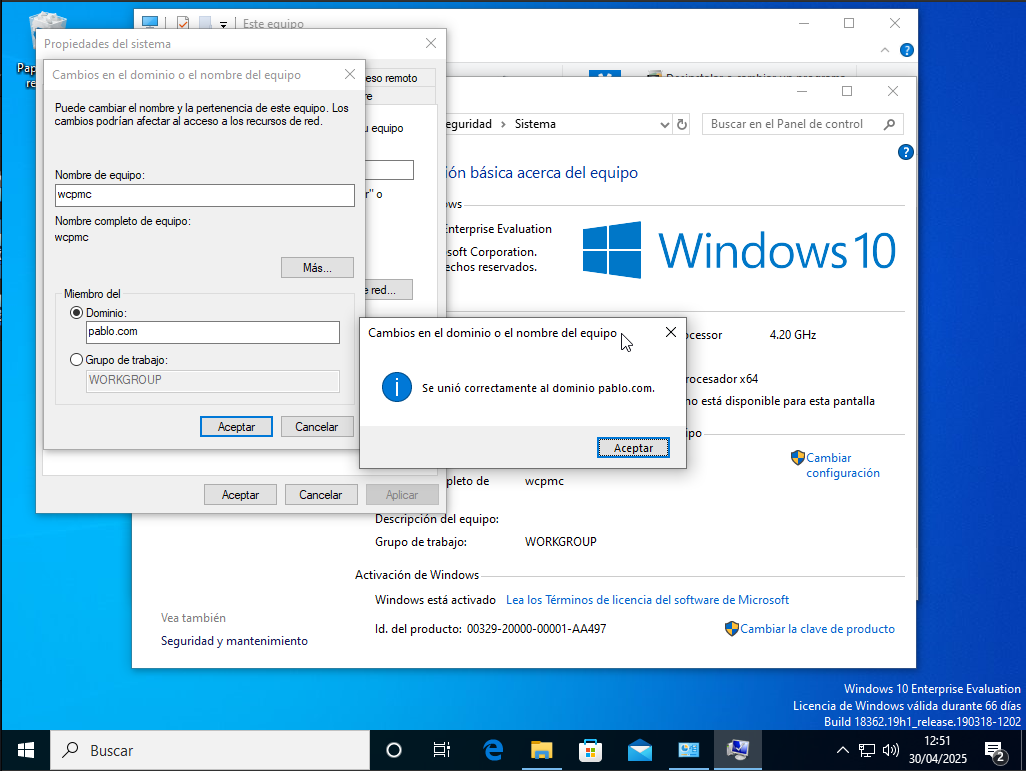 Este equipo
Propiedades del sistema
Pap
re
eso remoto
Desinstalar o cambiar un programa
Cambios en el dominio o el nombre del equipo
re
Puede cambiar el nombre y la pertenencia de este equipo. Los
cambios podrían afectar al acceso a los recursos de red.
u equipo
eguridad > Sistema
Buscar en el Panel de control
ión básica acerca del equipo
Nombre de equipo:
wcpmc
r" o
ows
Nombre completo de equipo:
wcpmc
Enterprise Evaluation
soft Corporation.
echos reservados.
Windows 10
Más...
e red...
Miembro del
Dominio:
pablo.com
Grupo de trabajo:
WORKGROUP
Aceptar
Cancelar
Cambios en el dominio o el nombre del equipo
Se unió correctamente al dominio pablo.com.
Aceptar
ocesor
4.20 GHz
rocesador x64
no está disponible para esta pantalla
ipo
Cambiar
configuración
pleto de
wcpmc
Aceptar
Cancelar
Aplicar
Descripción del equipo:
Grupo de trabajo:
WORKGROUP
Activación de Windows
Windows está activado
Lea los Términos de licencia del software de Microsoft
Id. del producto: 00329-20000-00001-AA497
Cambiar la clave de producto
Vea también
Seguridad y mantenimiento
Windows 10 Enterprise Evaluation
Licencia de Windows válida durante 66 días
Build 18362.19h1_release.190318-1202
Buscar
12:51
30/04/2025
2